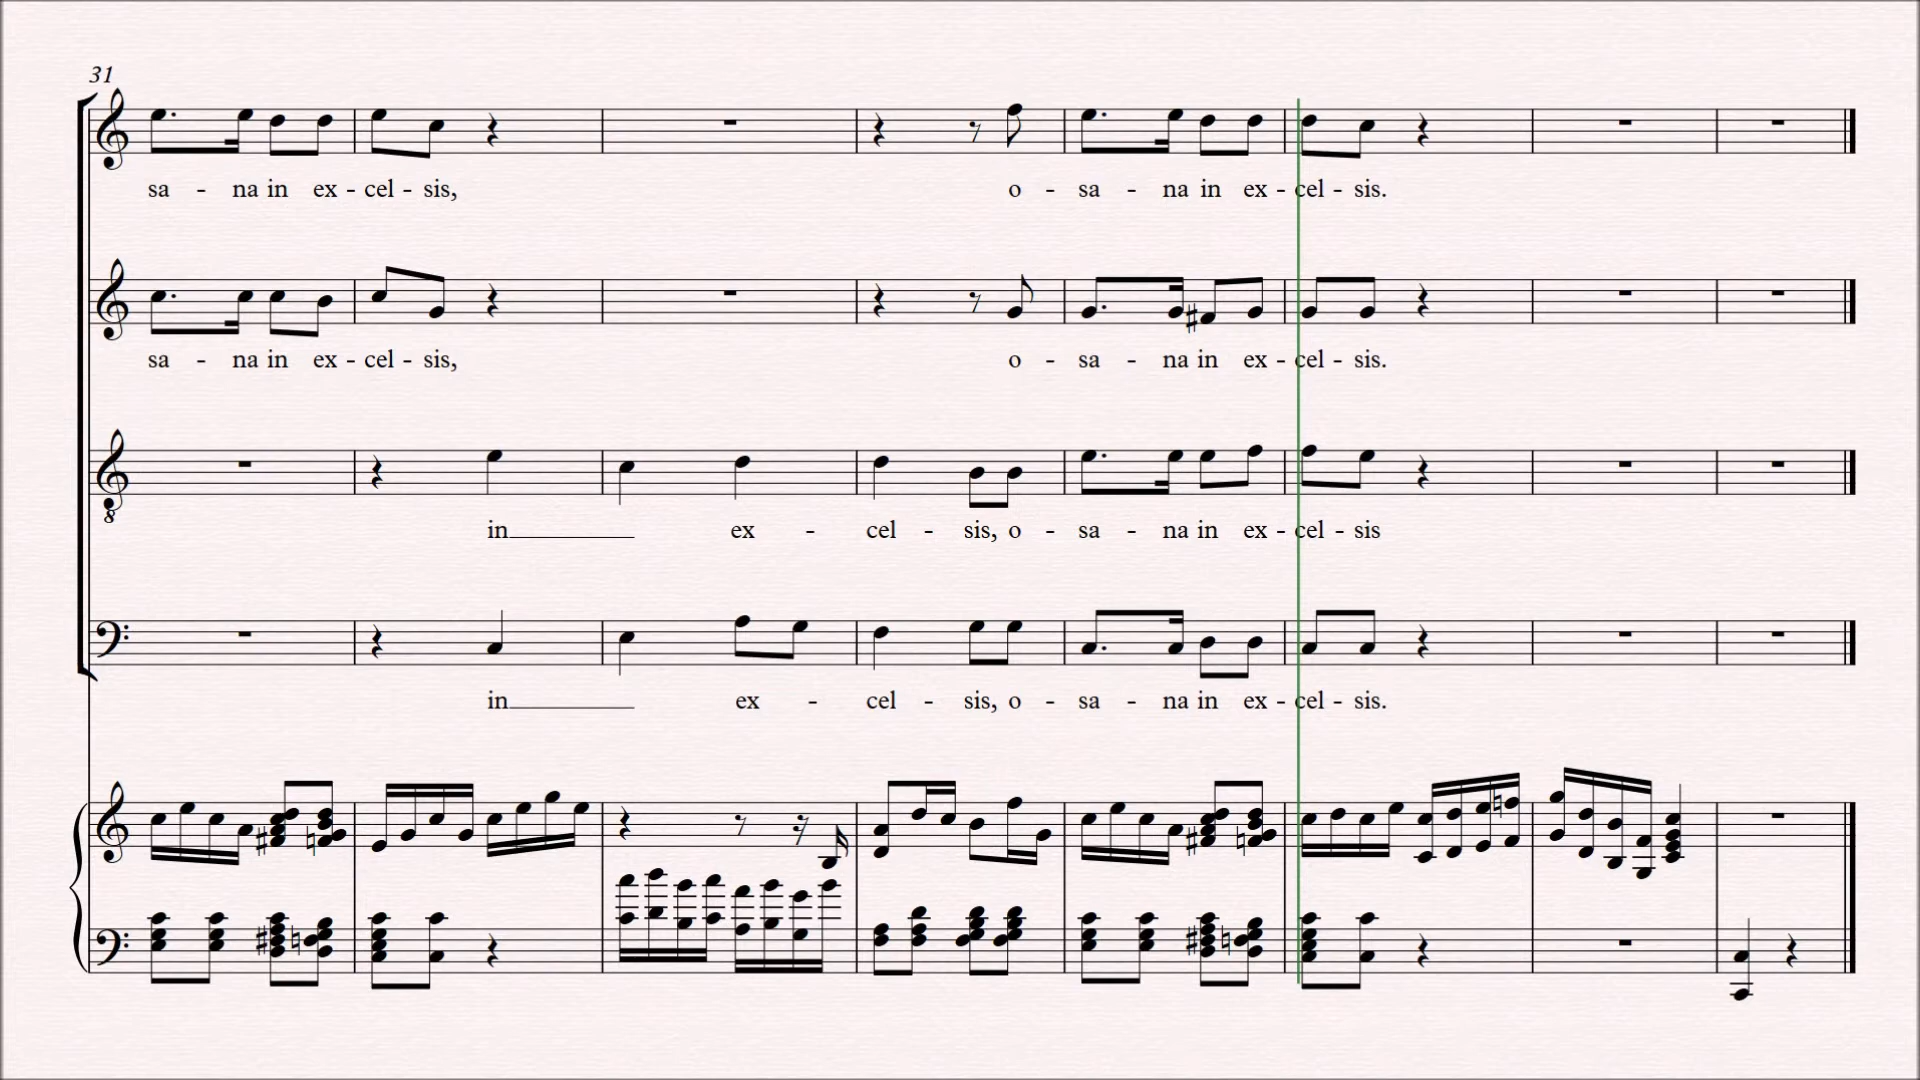 31
sa - na in ex - cel - sis, o - sa - na in ex - cel - sis.
sa - na in ex - cel - sis, o - sa - na in ex - cel - sis.
8
in ex - cel - sis, o - sa - na in ex - cel - sis
in ex - cel - sis, o - sa - na in ex - cel - sis.